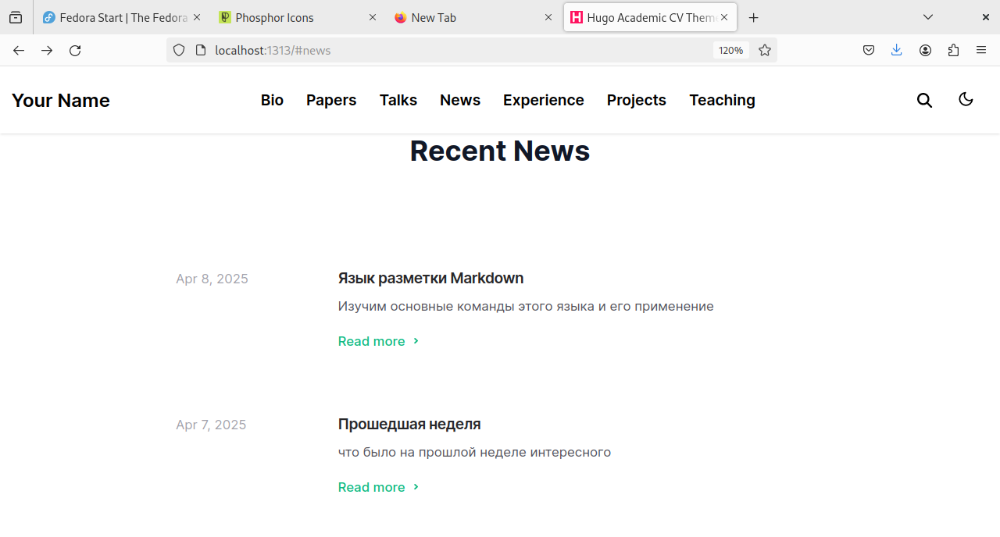 Fedora Start | The Fedora
Phosphor Icons
New Tab
Hugo Academic CV Theme
localhost:1313/#news
120%
Your Name
Bio Papers Talks News Experience Projects Teaching
Recent News
Apr 8, 2025
Язык разметки Markdown
Изучим основные команды этого языка и его применение
Read more
Apr 7, 2025
Прошедшая неделя
что было на прошлой неделе интересного
Read more